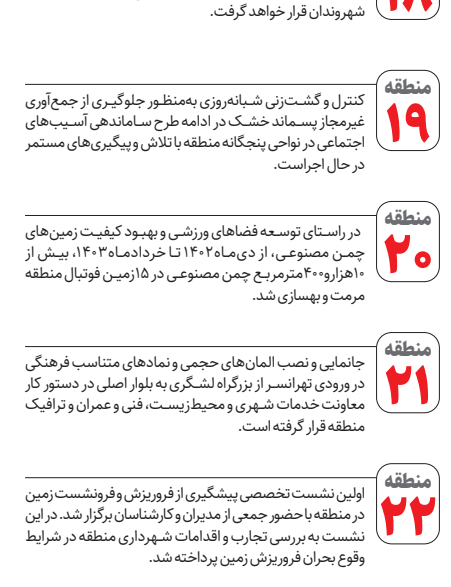 شهروندان قرار خواهد گرفت.
منطقه
۱۹
کنترل و گشت‌زنی شبانه‌روزی به‌منظور جلوگیری از جمع‌آوری
غیرمجاز پسماند خشک در ادامه طرح ساماندهی آسیب‌های
اجتماعی در نواحی پنجگانه منطقه با تلاش و پیگیری‌های مستمر
در حال اجراست.
منطقه
۲۰
در راستای توسعه فضاهای ورزشی و بهبود کیفیت زمین‌های
چمن مصنوعی، از دی‌ماه ۱۴۰۲ تا خردادماه ۱۴۰۳، بیش از
۱۰هزارو۴۰۰مترمربع چمن مصنوعی در ۱۵زمین فوتبال منطقه
مرمت و بهسازی شد.
منطقه
۲۱
جانمایی و نصب المان‌های حجمی و نمادهای متناسب فرهنگی
در ورودی تهرانسر از بزرگراه لشگری به بلوار اصلی در دستور کار
معاونت خدمات شهری و محیط‌زیست، فنی و عمران و ترافیک
منطقه قرار گرفته است.
منطقه
۲۲
اولین نشست تخصصی پیشگیری از فروریزش و فرونشست زمین
در منطقه با حضور جمعی از مدیران و کارشناسان برگزار شد. در این
نشست به بررسی تجارب و اقدامات شهرداری منطقه در شرایط
وقوع بحران فروریزش زمین پرداخته شد.